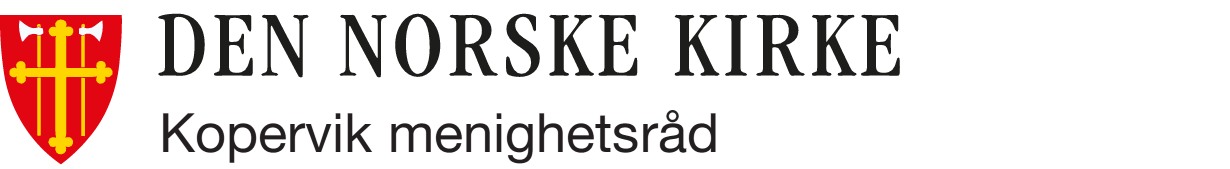 DEN NORSKE KIRKE
Kopervik menighetsråd